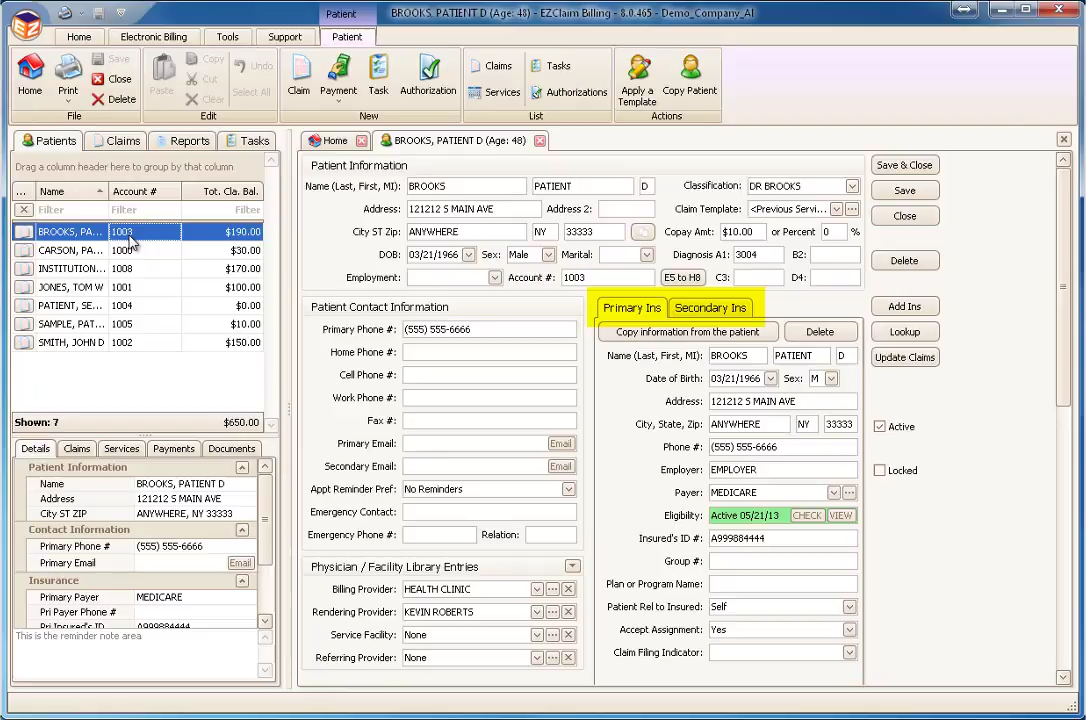 Patient
BROOKS, PATIENT D (Age: 48) - EZClaim Billing - 8.0.465 - Demo_Company_AI
EZ
Home Electronic Billing Tools Support Patient
Home Print Save Close Delete
File
Paste Copy Cut Clear Undo Select All
Edit
Claim Payment Task Authorization
New
Claims Tasks
Services Authorizations
List
Apply a Template Copy Patient
Actions
Patients Claims Reports Tasks
Drag a column header here to group by that column
... Name Account # Tot. Cla. Bal.
Filter Filter Filter
BROOKS, PA... 1003 $190.00
CARSON, PA... $30.00
INSTITUTION... 1008 $170.00
JONES, TOM W 1001 $100.00
PATIENT, SE... 1004 $0.00
SAMPLE, PAT... 1005 $10.00
SMITH, JOHN D 1002 $150.00
Shown: 7 $650.00
Details Claims Services Payments Documents
Patient Information
Name BROOKS, PATIENT D
Address 121212 S MAIN AVE
City ST ZIP ANYWHERE, NY 33333
Contact Information
Primary Phone # (555) 555-6666
Primary Email Email
Insurance
Primary Payer MEDICARE
Pri Payer Phone #
Pri Insured's ID A999884444
This is the reminder note area
Home BROOKS, PATIENT D (Age: 48)
Patient Information
Name (Last, First, MI): BROOKS PATIENT D Classification: DR BROOKS
Address: 121212 S MAIN AVE Address 2: Claim Template: <Previous Servi...
City ST Zip: ANYWHERE NY 33333 Copay Amt: $10.00 or Percent 0 %
DOB: 03/21/1966 Sex: Male Marital: Diagnosis A1: 3004 B2:
Employment: Account #: 1003 E5 to H8 C3: D4:
Patient Contact Information
Primary Phone #: (555) 555-6666
Home Phone #:
Cell Phone #:
Work Phone #:
Fax #:
Primary Email: Email
Secondary Email: Email
Appt Reminder Pref: No Reminders
Emergency Contact:
Emergency Phone #: Relation:
Physician / Facility Library Entries
Billing Provider: HEALTH CLINIC
Rendering Provider: KEVIN ROBERTS
Service Facility: None
Referring Provider: None
Primary Ins Secondary Ins
Copy information from the patient Delete
Name (Last, First, MI): BROOKS PATIENT D
Date of Birth: 03/21/1966 Sex: M
Address: 121212 S MAIN AVE
City, State, Zip: ANYWHERE NY 33333
Phone #: (555) 555-6666
Employer: EMPLOYER
Payer: MEDICARE
Eligibility: Active 05/21/13 CHECK VIEW
Insured's ID #: A999884444
Group #:
Plan or Program Name:
Patient Rel to Insured: Self
Accept Assignment: Yes
Claim Filing Indicator:
Save & Close
Save
Close
Delete
Add Ins
Lookup
Update Claims
Active
Locked